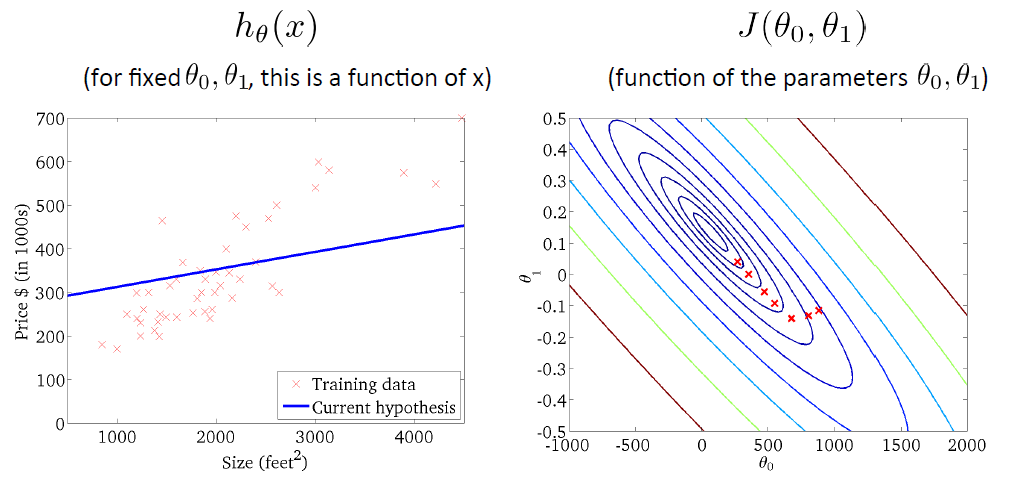 hθ(x)
(for fixed θ0, θ1, this is a function of x)
700
600
500
400
300
200
100
0
Price $ (in 1000s)
1000 2000 3000 4000
Size (feet²)
Training data
Current hypothesis
J(θ0, θ1)
(function of the parameters θ0, θ1)
0.5
0.4
0.3
0.2
0.1
0
-0.1
-0.2
-0.3
-0.4
-0.5
θ1
-1000 -500 0 500 1000 1500 2000
θ0